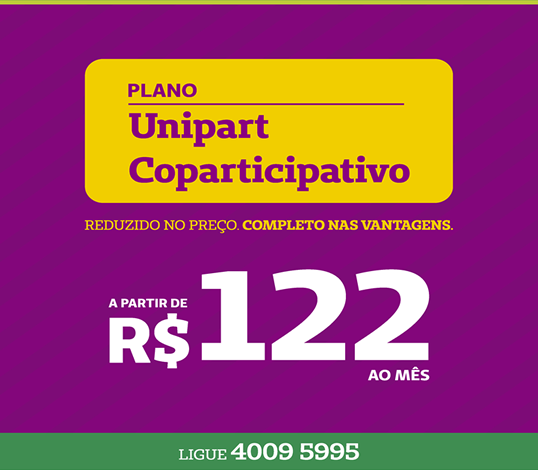 PLANO
Unipart
Coparticipativo
REDUZIDO NO PREÇO. COMPLETO NAS VANTAGENS.
A PARTIR DE
R$ 122
AO MÊS
LIGUE 4009 5995